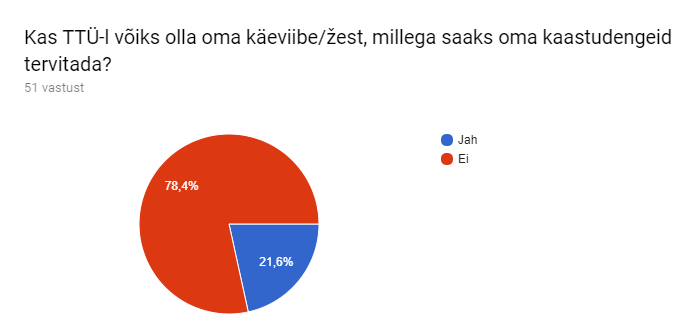 Kas TTÜ-l võiks olla oma käeviibe/žest, millega saaks oma kaastudengeid
tervitada?
51 vastust
Jah
Ei
78,4%
21,6%